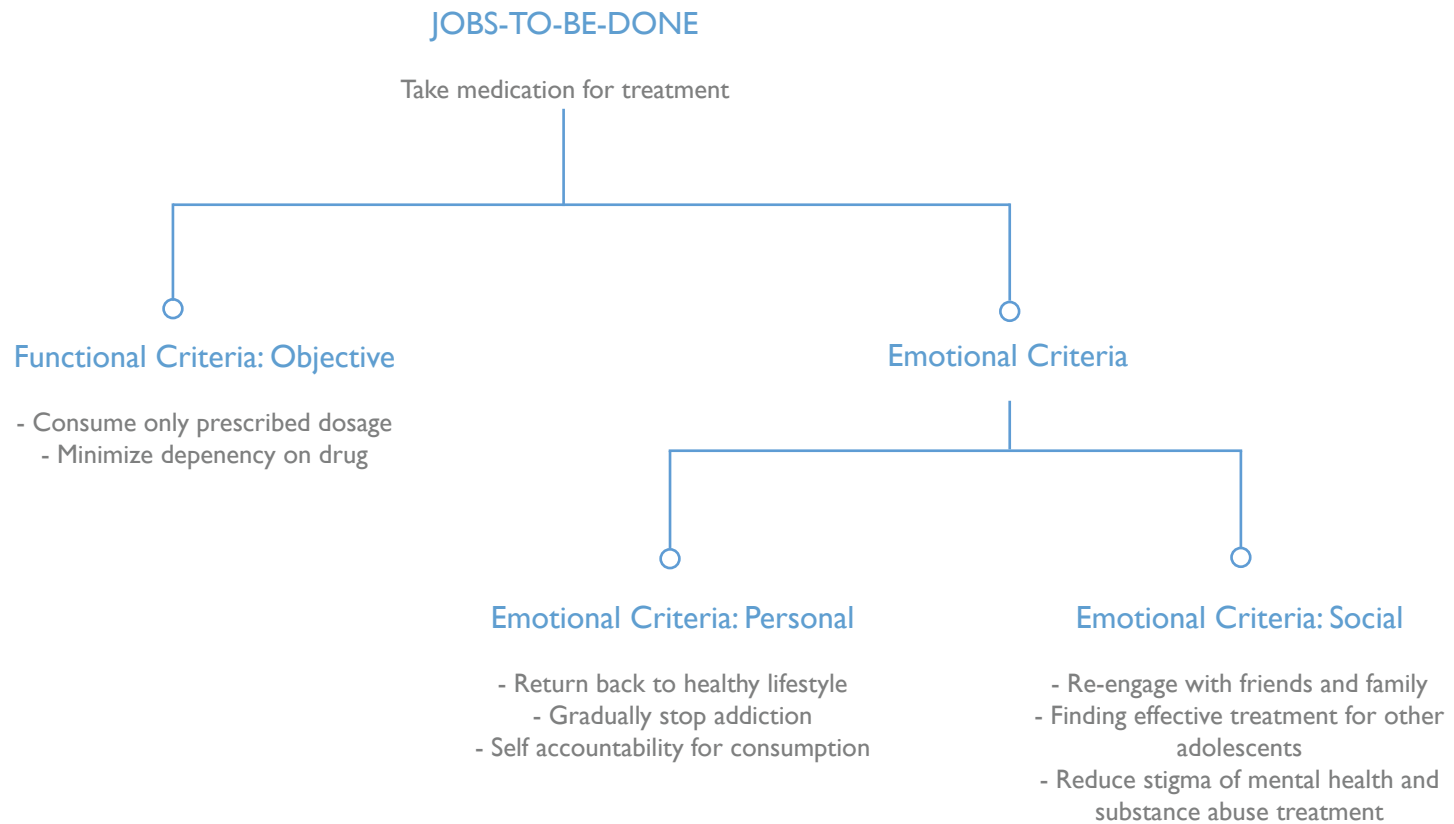 JOBS-TO-BE-DONE
Take medication for treatment
Functional Criteria: Objective
- Consume only prescribed dosage
- Minimize depenency on drug
Emotional Criteria
Emotional Criteria: Personal
- Return back to healthy lifestyle
- Gradually stop addiction
- Self accountability for consumption
Emotional Criteria: Social
- Re-engage with friends and family
- Finding effective treatment for other
adolescents
- Reduce stigma of mental health and
substance abuse treatment